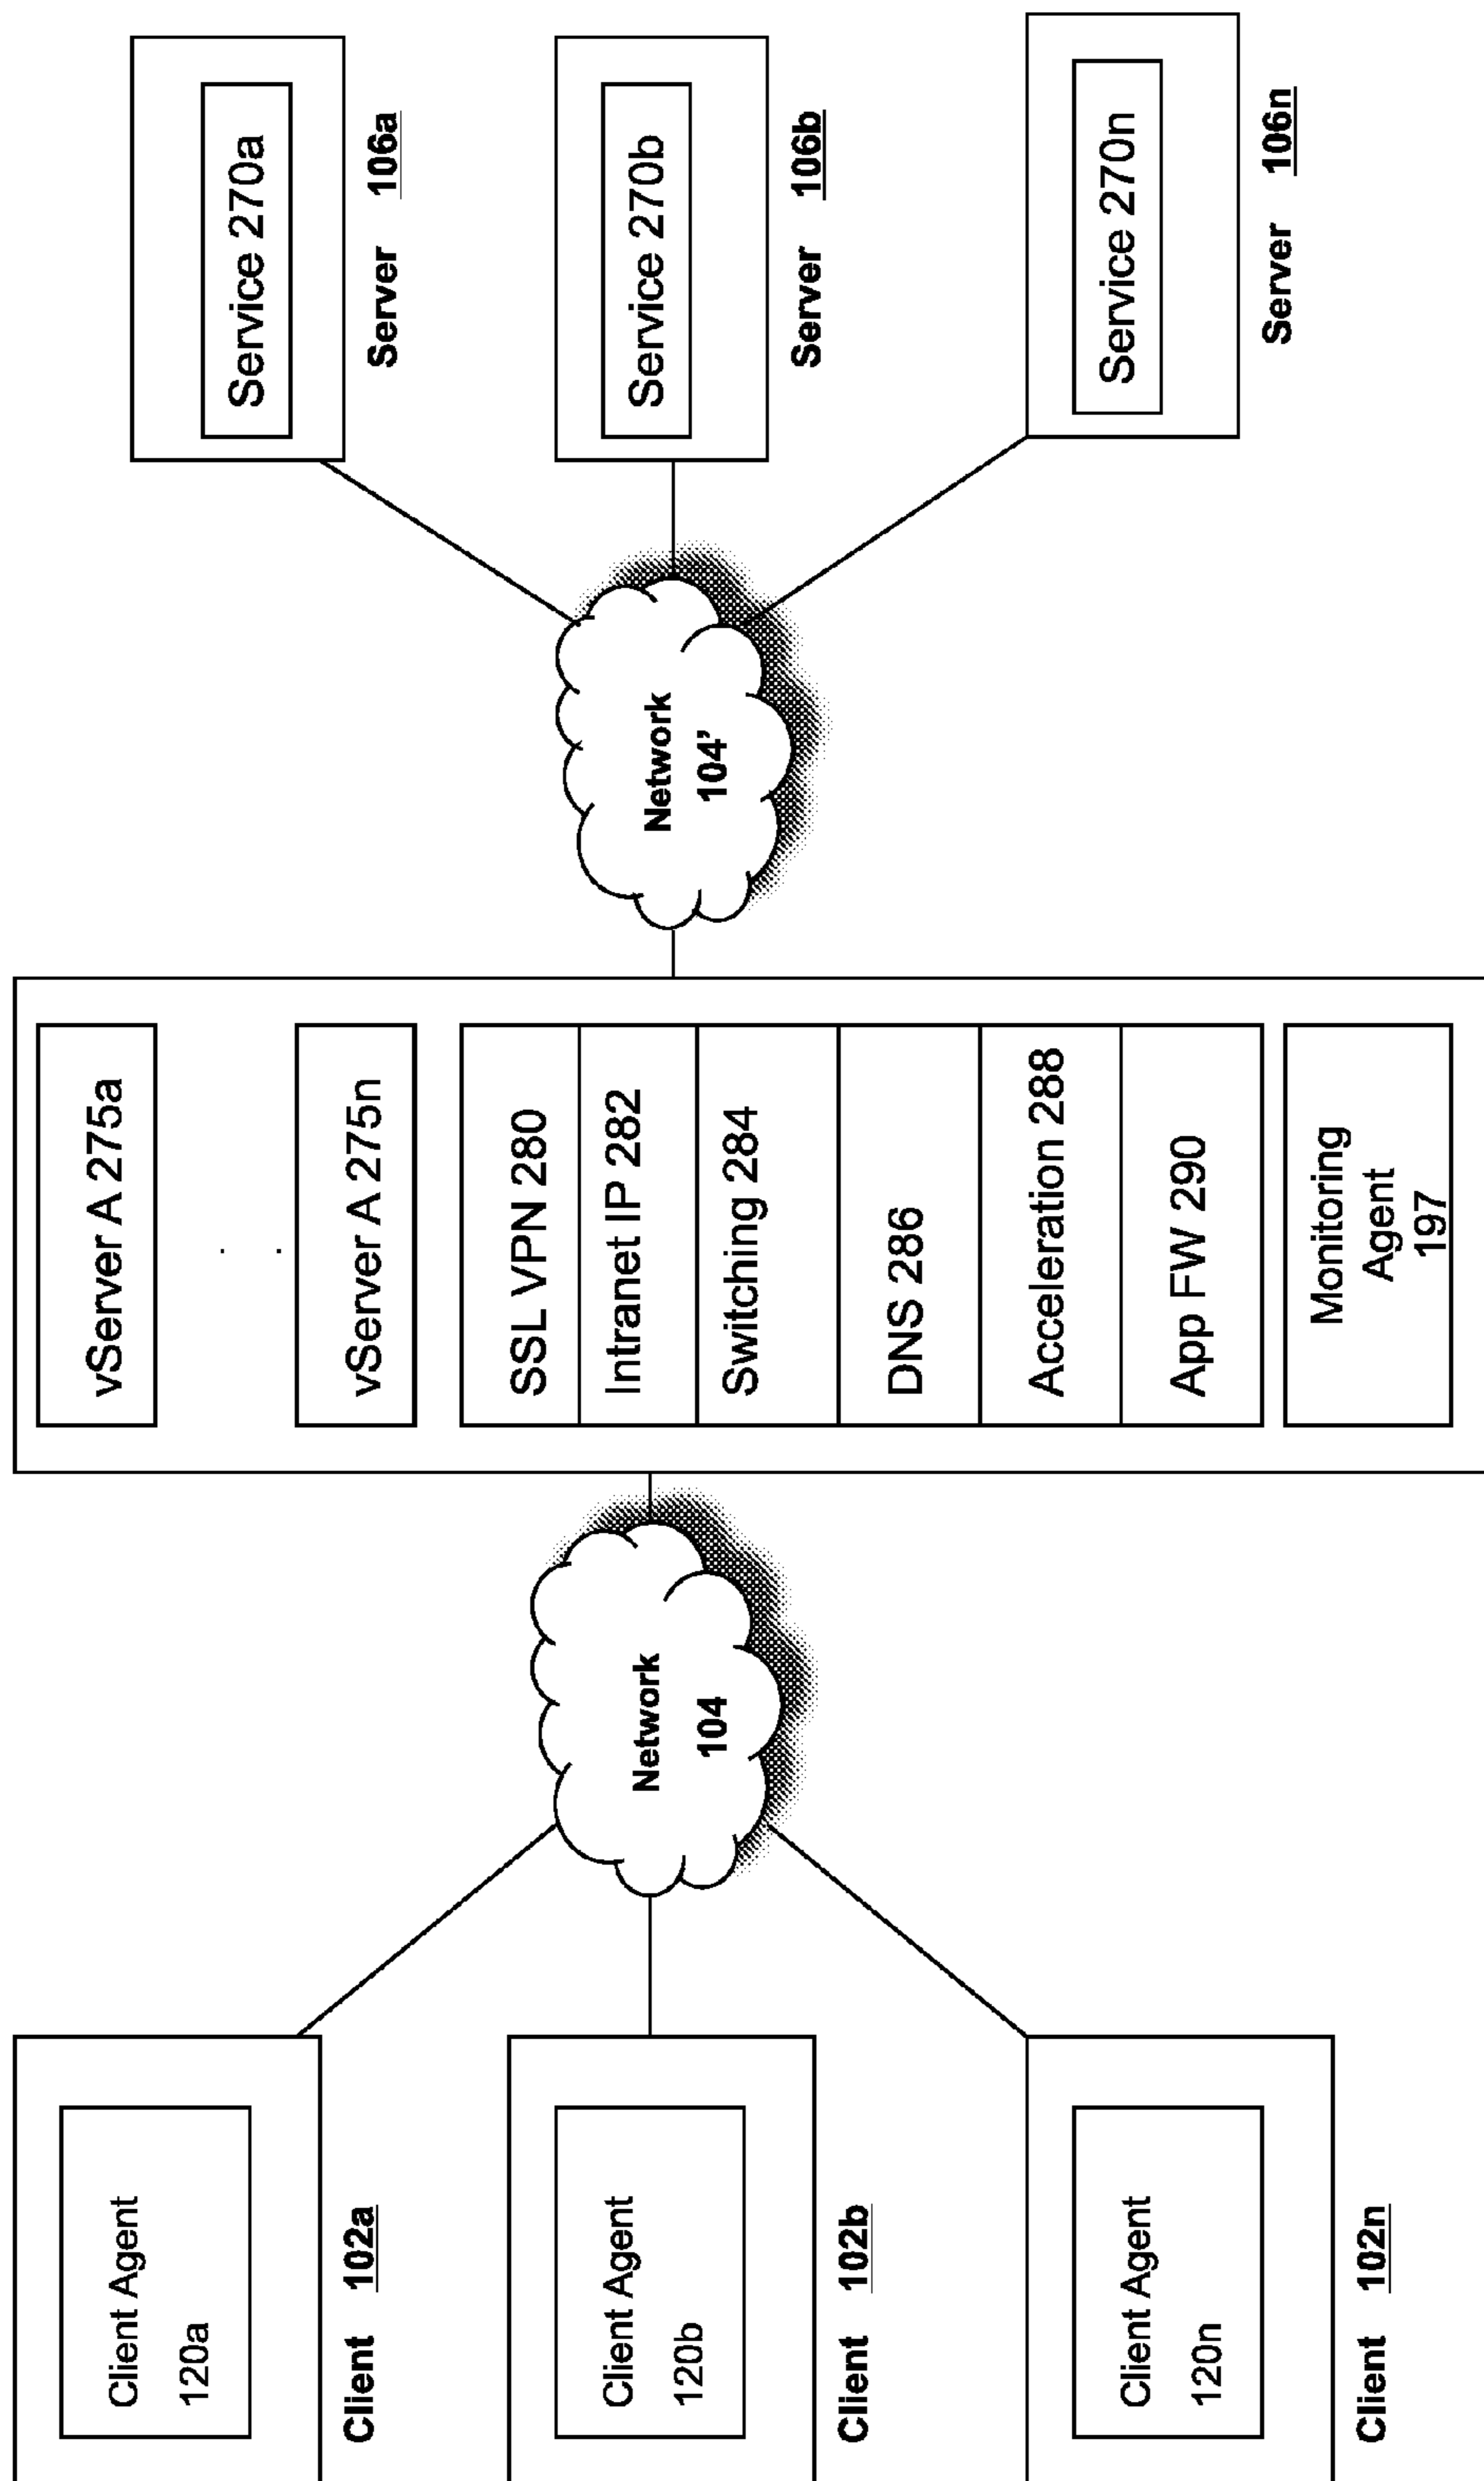 Client Agent
120a
Client 102a
Client Agent
120b
Client 102b
Client Agent
120n
Client 102n
Network
104
vServer A 275a
vServer A 275n
SSL VPN 280
Intranet IP 282
Switching 284
DNS 286
Acceleration 288
App FW 290
Monitoring
Agent
197
Network
104’
Service 270a
Server 106a
Service 270b
Server 106b
Service 270n
Server 106n